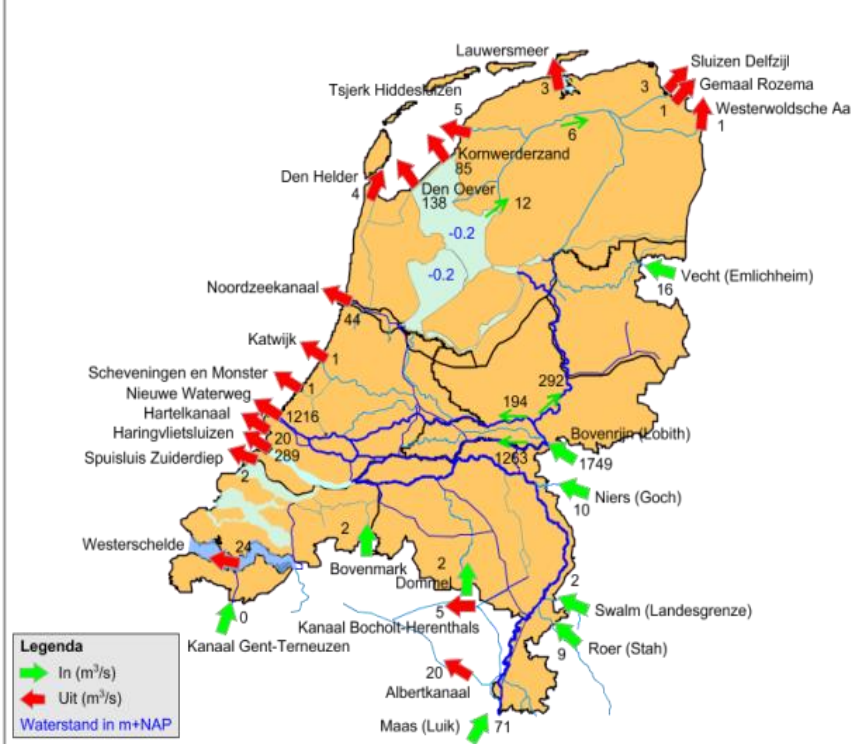 Lauwersmeer
3
Sluizen Delfzijl
3
Gemaal Rozema
1
Westerwoldsche Aa
1
Tsjerk Hiddesluizen
5
6
Kornwerderzand
85
Den Helder
4
Den Oever
138
12
-0.2
-0.2
Vecht (Emlichheim)
16
Noordzeekanaal
44
Katwijk
1
Scheveningen en Monster
1
Nieuwe Waterweg
1216
Hartelkanaal
20
Haringvlietsluizen
289
Spuisluis Zuiderdiep
2
292
194
Bovenrijn (Lobith)
1749
1263
Niers (Goch)
10
Westerschelde
24
2
Bovenmark
2
Dommel
2
Swalm (Landesgrenze)
0
Kanaal Gent-Terneuzen
5
Kanaal Bocholt-Herenthals
Roer (Stah)
9
20
Albertkanaal
Maas (Luik)
71
Legenda
In (m³/s)
Uit (m³/s)
Waterstand in m+NAP